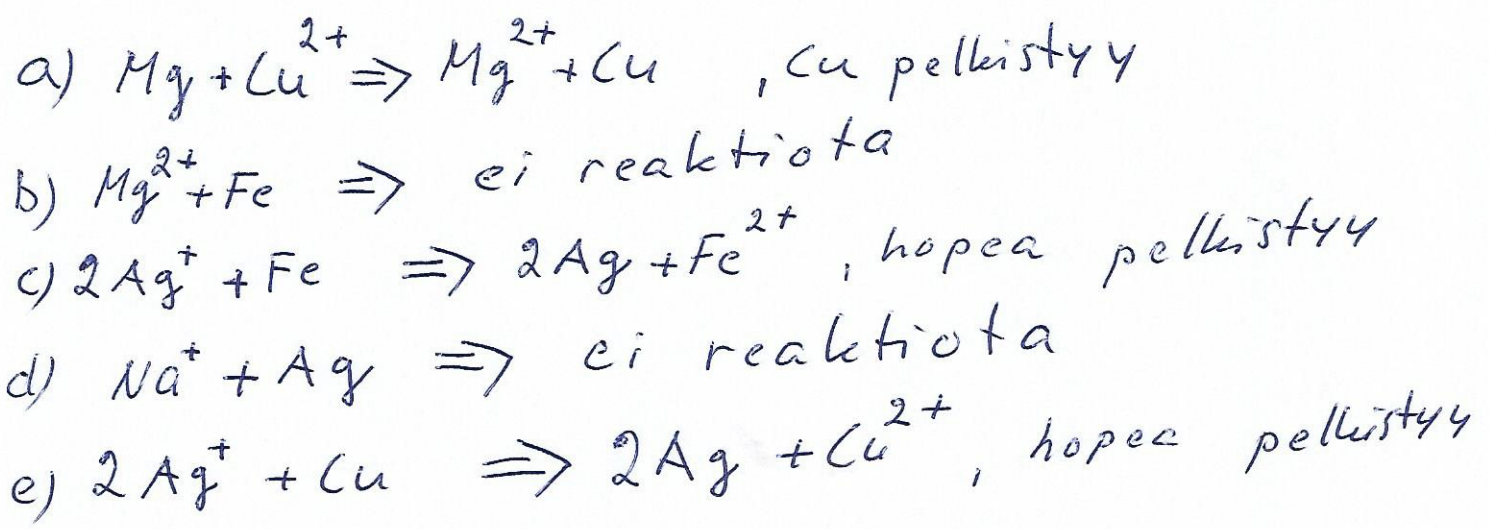 a) Mg + Cu²⁺ ⇒ Mg²⁺ + Cu , Cu pelkistyy
b) Mg²⁺ + Fe ⇒ ei reaktiota
c) 2Ag⁺ + Fe ⇒ 2Ag + Fe²⁺, hopea pelkistyy
d) Na⁺ + Ag ⇒ ei reaktiota
e) 2Ag⁺ + Cu ⇒ 2Ag + Cu²⁺, hopea pelkistyy